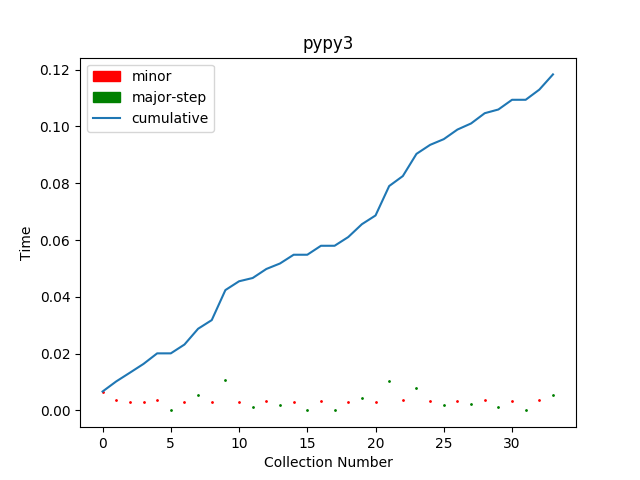 pypy3
minor
major-step
cumulative
Time
0.12
0.10
0.08
0.06
0.04
0.02
0.00
0 5 10 15 20 25 30
Collection Number